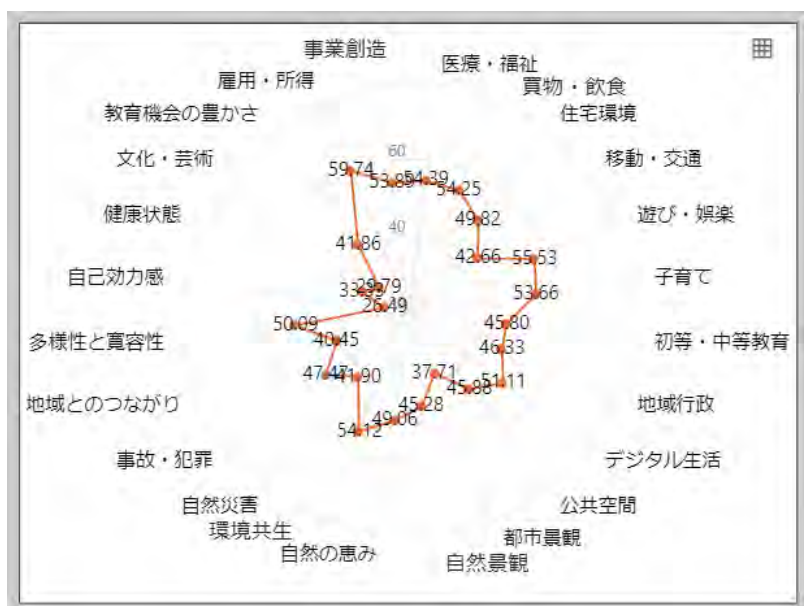 事業創造
医療・福祉
雇用・所得
買物・飲食
教育機会の豊かさ
住宅環境
文化・芸術
移動・交通
60
59.74
54.39
54.25
健康状態
遊び・娯楽
49.82
40
41.86
42.66
55.53
自己効力感
子育て
29.79
53.66
26.49
50.09
45.80
多様性と寛容性
初等・中等教育
40.45
46.33
47.47
41.90
37.71
51.11
45.88
地域とのつながり
地域行政
45.28
49.06
54.12
事故・犯罪
デジタル生活
自然災害
公共空間
環境共生
都市景観
自然の恵み
自然景観